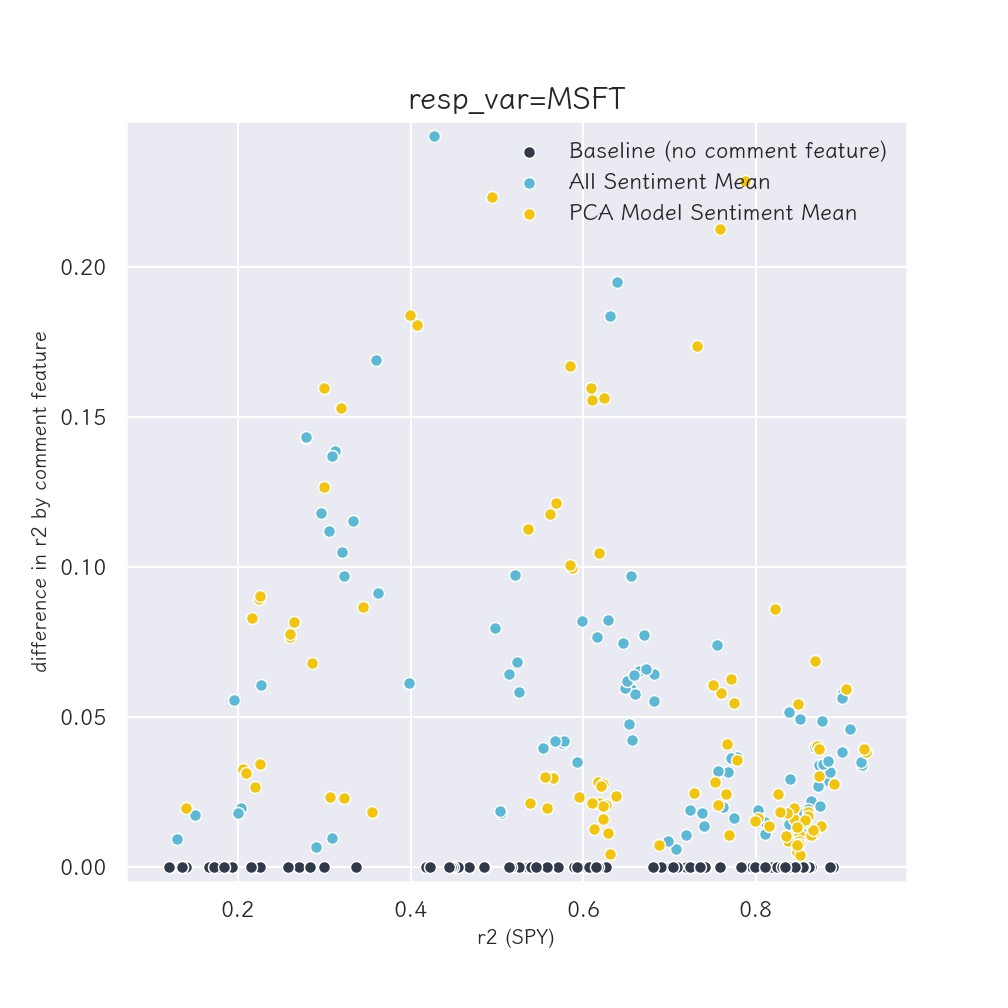 resp_var=MSFT
Baseline (no comment feature)
All Sentiment Mean
PCA Model Sentiment Mean
difference in r2 by comment feature
0.20
0.15
0.10
0.05
0.00
0.2 0.4 0.6 0.8
r2 (SPY)